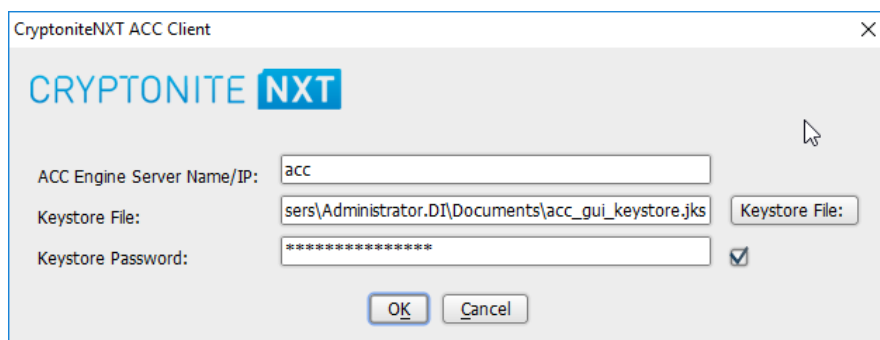 CryptoniteNXT ACC Client
CRYPTONITE NXT
ACC Engine Server Name/IP: acc
Keystore File: sers\Administrator.DI\Documents\acc_gui_keystore.jks Keystore File:
Keystore Password: ***************
OK Cancel